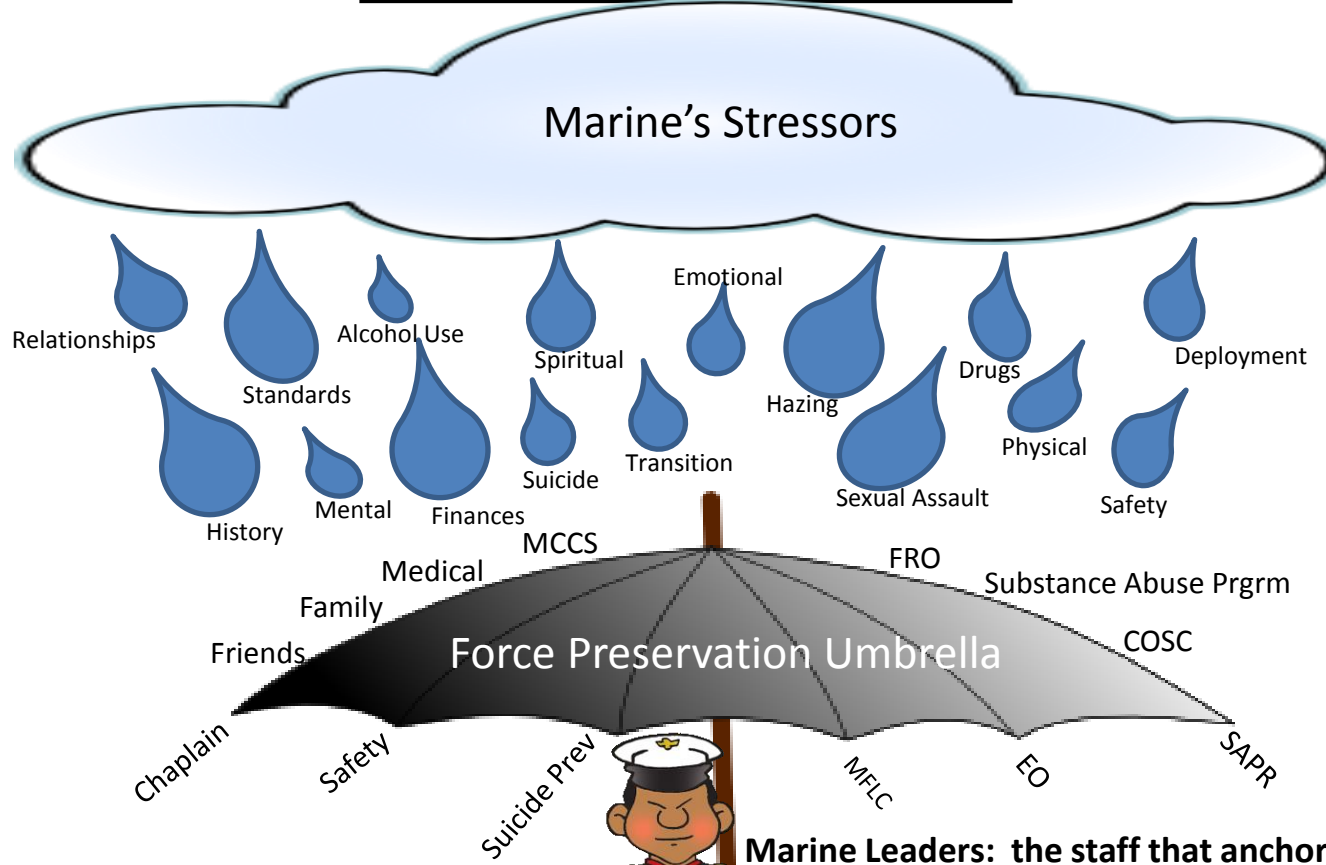 Marine’s Stressors
Emotional
Relationships
Alcohol Use
Spiritual
Deployment
Standards
Drugs
Hazing
Physical
Transition
Suicide
Sexual Assault
Safety
Mental
Finances
History
MCCS
FRO
Medical
Substance Abuse Prgrm
Family
Friends
COSC
Force Preservation Umbrella
Chaplain
Safety
Suicide Prev
MFLC
EO
SAPR
Marine Leaders: the staff that anchor